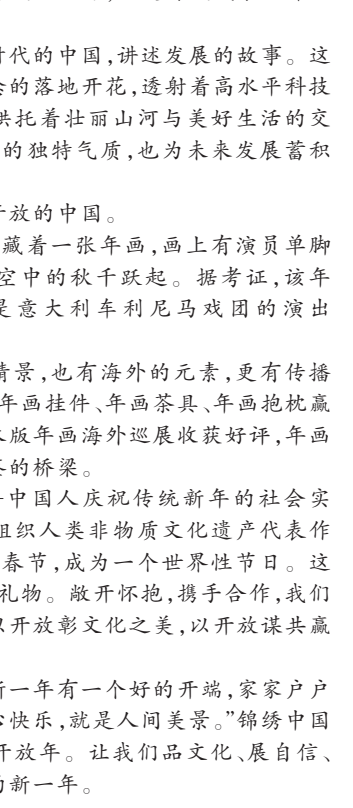 时代的中国,讲述发展的故事。这
的落地开花,透射着高水平科技
托着壮丽山河与美好生活的交
的独特气质,也为未来发展蓄积
开放的中国。
藏着一张年画,画上有演员单脚
空中的秋千跃起。据考证,该年
是意大利车利尼马戏团的演出
情景,也有海外的元素,更有传播
年画挂件、年画茶具、年画抱枕赢
版年画海外巡展收获好评,年画
的桥梁。
中国人庆祝传统新年的社会实
组织人类非物质文化遗产代表作
春节,成为一个世界性节日。这
礼物。敞开怀抱,携手合作,我们
以开放彰文化之美,以开放谋共赢
新一年有一个好的开端,家家户户
快乐,就是人间美景。”锦绣中国
开放年。让我们品文化、展自信、
的新一年。